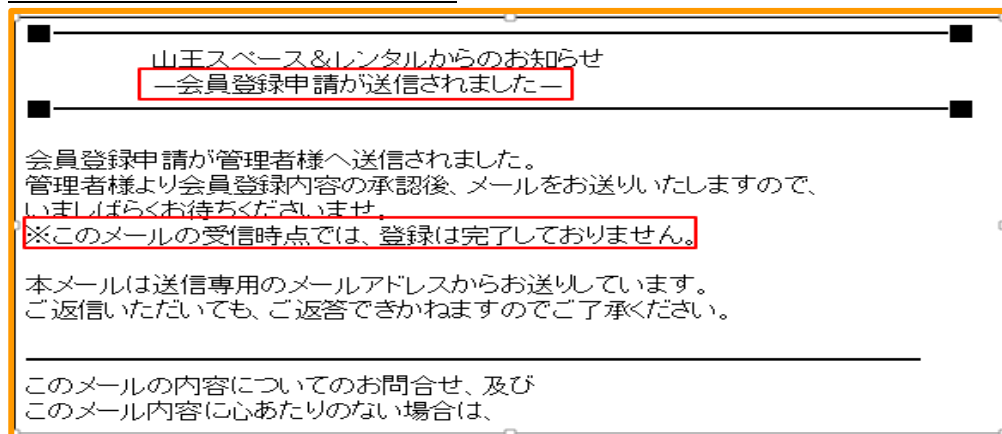 ■――――――――――――――――――――■
山王スペース&レンタルからのお知らせ
―会員登録申請が送信されました―
■――――――――――――――――――――■
会員登録申請が管理者様へ送信されました。
管理者様より会員登録内容の承認後、メールをお送りいたしますので、
いましばらくお待ちくださいませ。
※このメールの受信時点では、登録は完了しておりません。
本メールは送信専用のメールアドレスからお送りしています。
ご返信いただいても、ご返答できかねますのでご了承ください。
このメールの内容についてのお問合せ、及び
このメール内容に心あたりのない場合は、